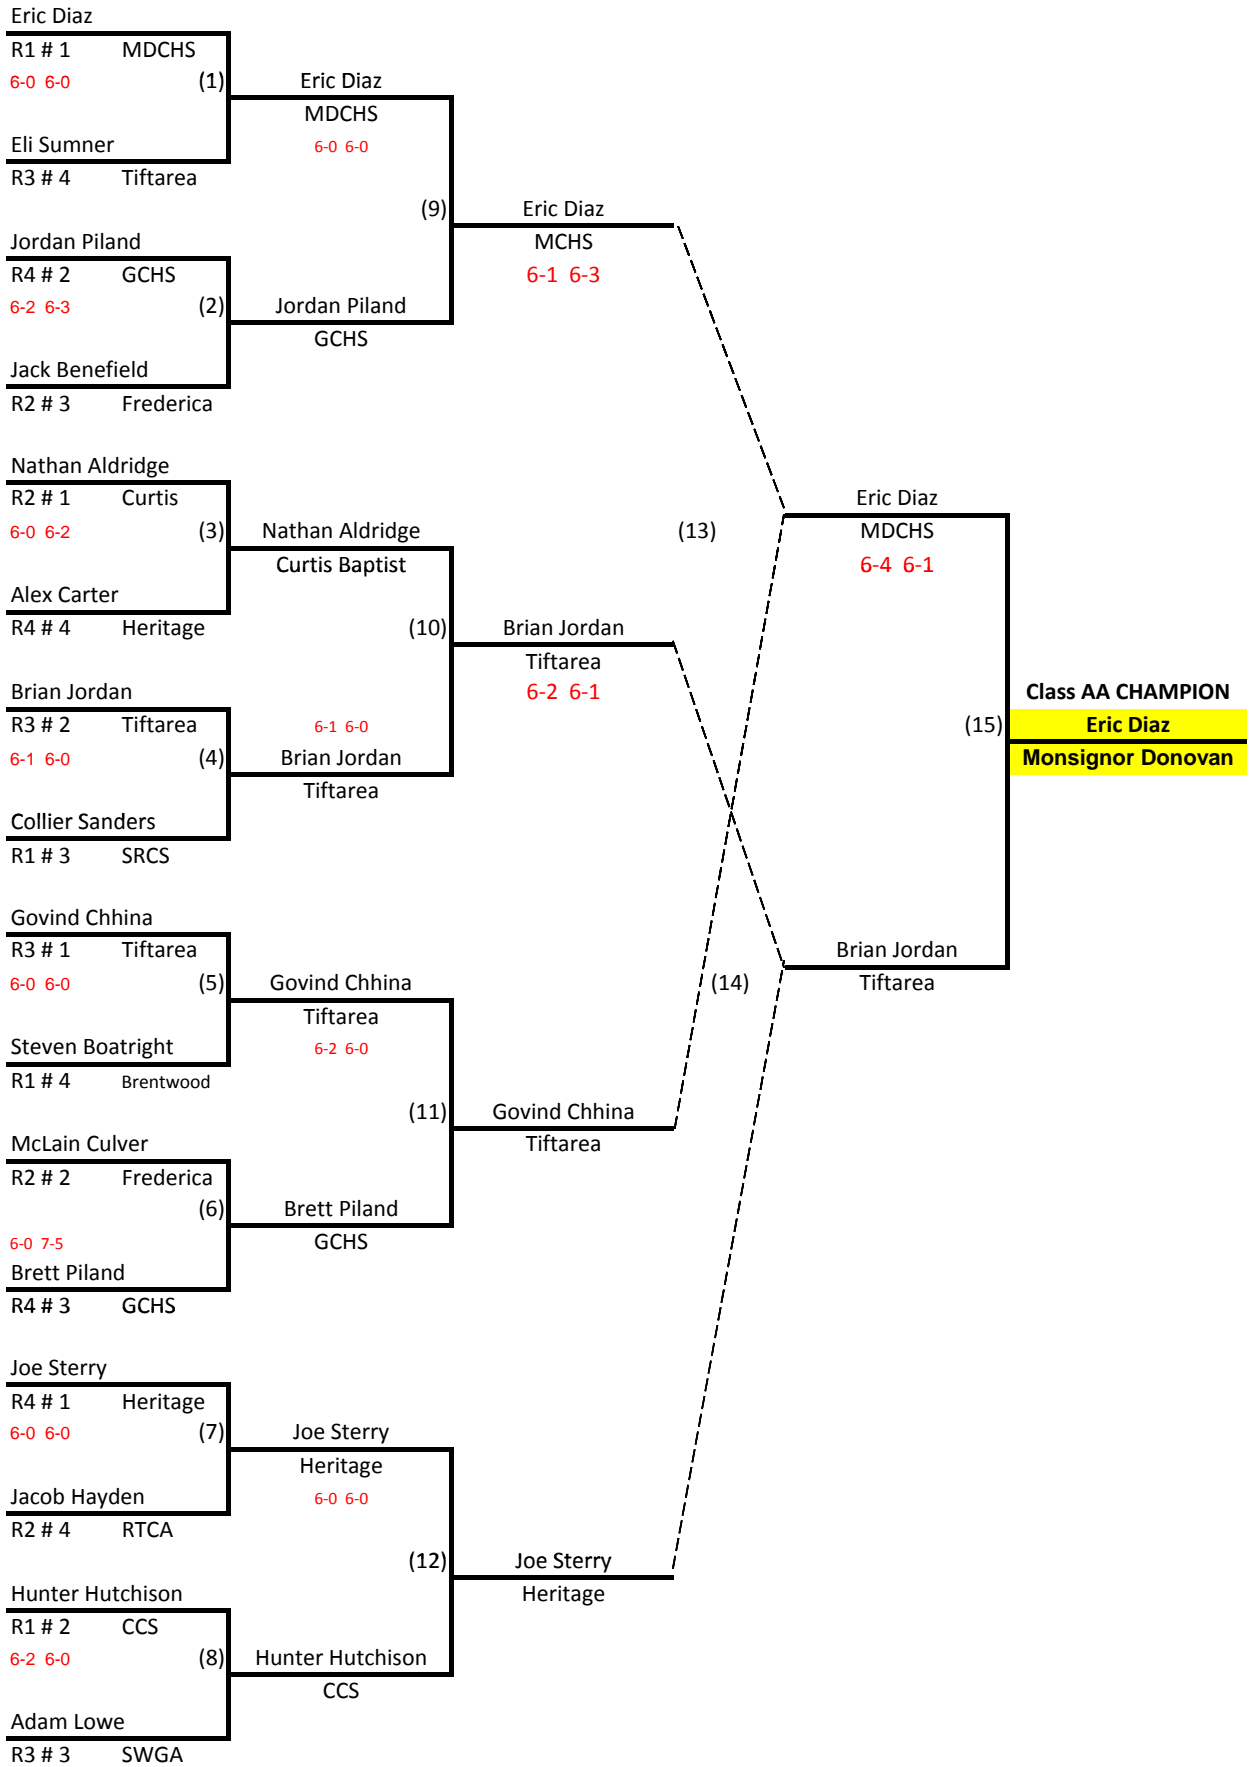 Eric Diaz
R1 # 1 MDCHS
6-0 6-0 (1)
Eli Sumner
R3 # 4 Tiftarea
Jordan Piland
R4 # 2 GCHS
6-2 6-3 (2)
Jack Benefield
R2 # 3 Frederica
Nathan Aldridge
R2 # 1 Curtis
6-0 6-2 (3)
Alex Carter
R4 # 4 Heritage
Brian Jordan
R3 # 2 Tiftarea
6-1 6-0 (4)
Collier Sanders
R1 # 3 SRCS
Govind Chhina
R3 # 1 Tiftarea
6-0 6-0 (5)
Steven Boatright
R1 # 4 Brentwood
McLain Culver
R2 # 2 Frederica
(6)
6-0 7-5
Brett Piland
R4 # 3 GCHS
Joe Sterry
R4 # 1 Heritage
6-0 6-0 (7)
Jacob Hayden
R2 # 4 RTCA
Hunter Hutchison
R1 # 2 CCS
6-2 6-0 (8)
Adam Lowe
R3 # 3 SWGA
Eric Diaz
MDCHS
6-0 6-0
(9)
Jordan Piland
GCHS
Nathan Aldridge
Curtis Baptist
(10)
6-1 6-0
Brian Jordan
Tiftarea
Govind Chhina
Tiftarea
6-2 6-0
(11)
Brett Piland
GCHS
Joe Sterry
Heritage
6-0 6-0
(12)
Hunter Hutchison
CCS
Eric Diaz
MCHS
6-1 6-3
(13)
Brian Jordan
Tiftarea
6-2 6-1
(14)
Govind Chhina
Tiftarea
Joe Sterry
Heritage
Eric Diaz
MDCHS
6-4 6-1
(15)
Brian Jordan
Tiftarea
Class AA CHAMPION
Eric Diaz
Monsignor Donovan